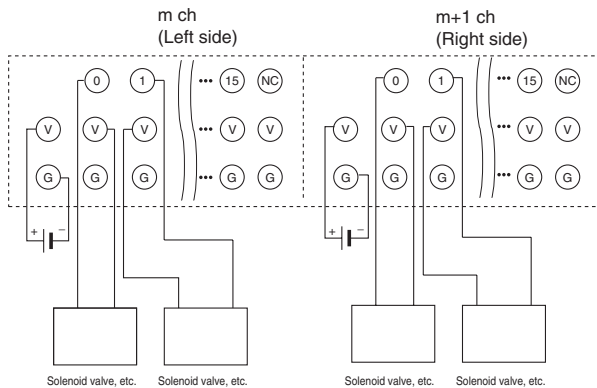 m ch
(Left side)
m+1 ch
(Right side)
0 1 ••• 15 NC
0 1 ••• 15 NC
V V V ••• V V
V V V ••• V V
G G G ••• G G
G G G ••• G G
+ −
+ −
Solenoid valve, etc.
Solenoid valve, etc.
Solenoid valve, etc.
Solenoid valve, etc.